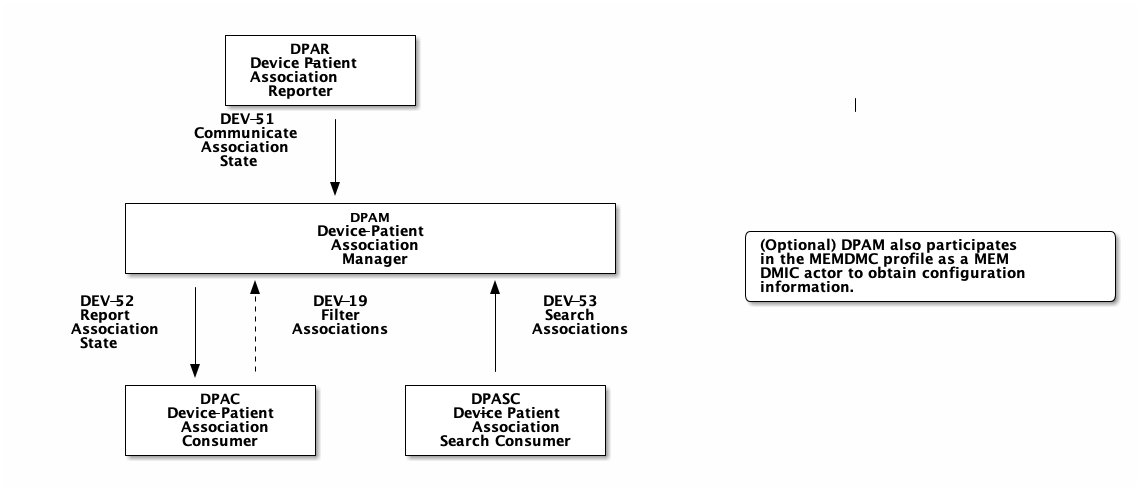 DPAR
Device Patient
Association
Reporter
DEV-51
Communicate
Association
State
DPAM
Device-Patient
Association
Manager
DEV-52
Report
Association
State
DEV-19
Filter
Associations
DEV-53
Search
Associations
(Optional) DPAM also participates
in the MEMDMC profile as a MEM
DMIC actor to obtain configuration
information.
DPAC
Device-Patient
Association
Consumer
DPASC
Device Patient
Association
Search Consumer